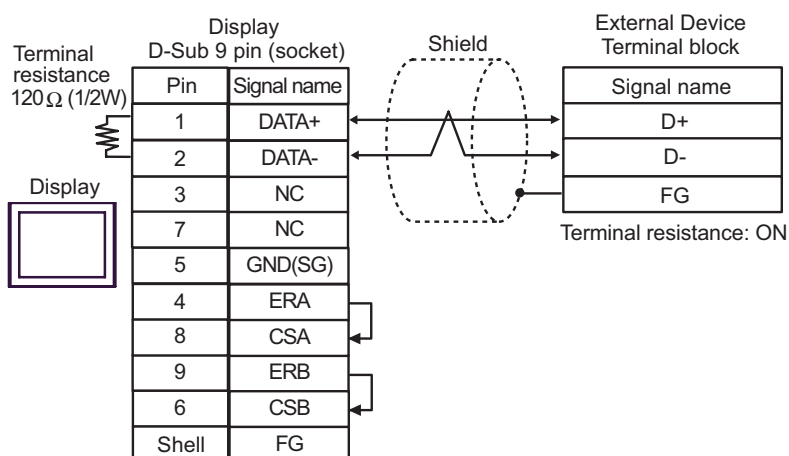 Display
D-Sub 9 pin (socket)
Shield
External Device
Terminal block
Terminal
resistance
120Ω (1/2W)
Pin Signal name
Signal name
1 DATA+
D+
2 DATA-
D-
Display
3 NC
FG
7 NC
Terminal resistance: ON
5 GND(SG)
4 ERA
8 CSA
9 ERB
6 CSB
Shell FG